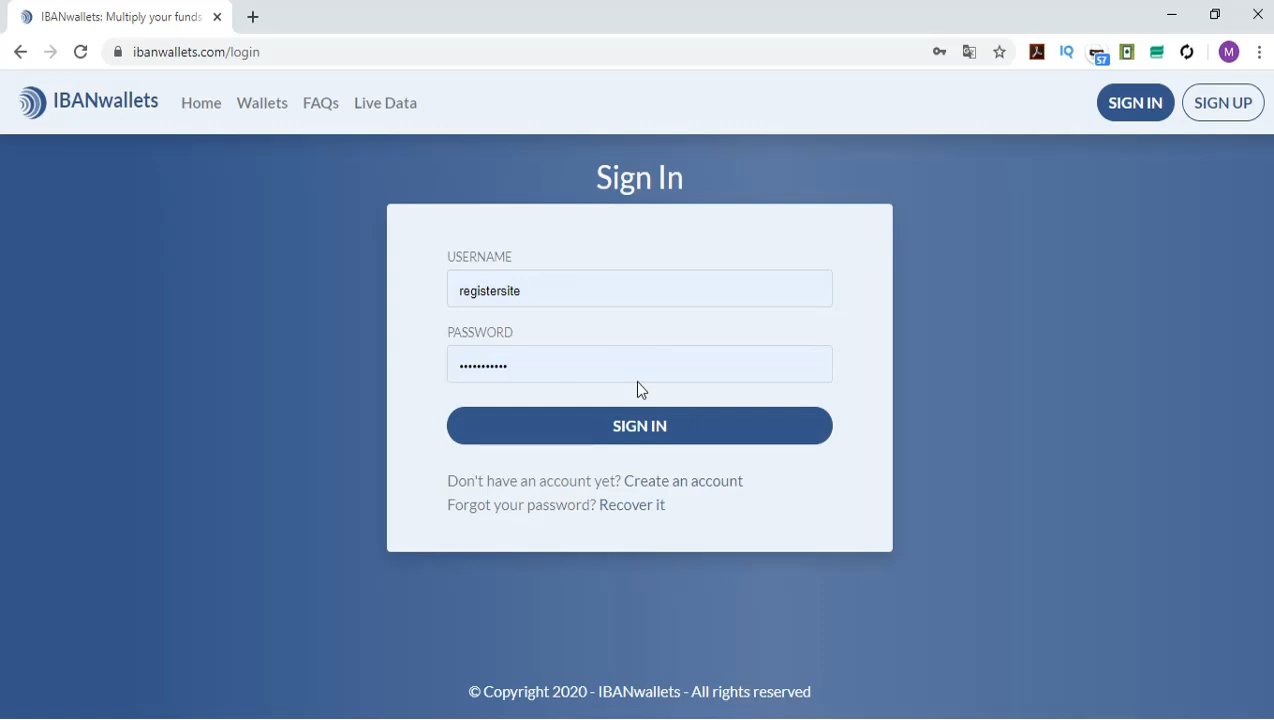 IBANwallets: Multiply your funds
ibanwallets.com/login
IQ
57
M
IBANwallets
Home
Wallets
FAQs
Live Data
SIGN IN
SIGN UP
Sign In
USERNAME
registersite
PASSWORD
•••••••••••
SIGN IN
Don't have an account yet? Create an account
Forgot your password? Recover it
© Copyright 2020 - IBANwallets - All rights reserved